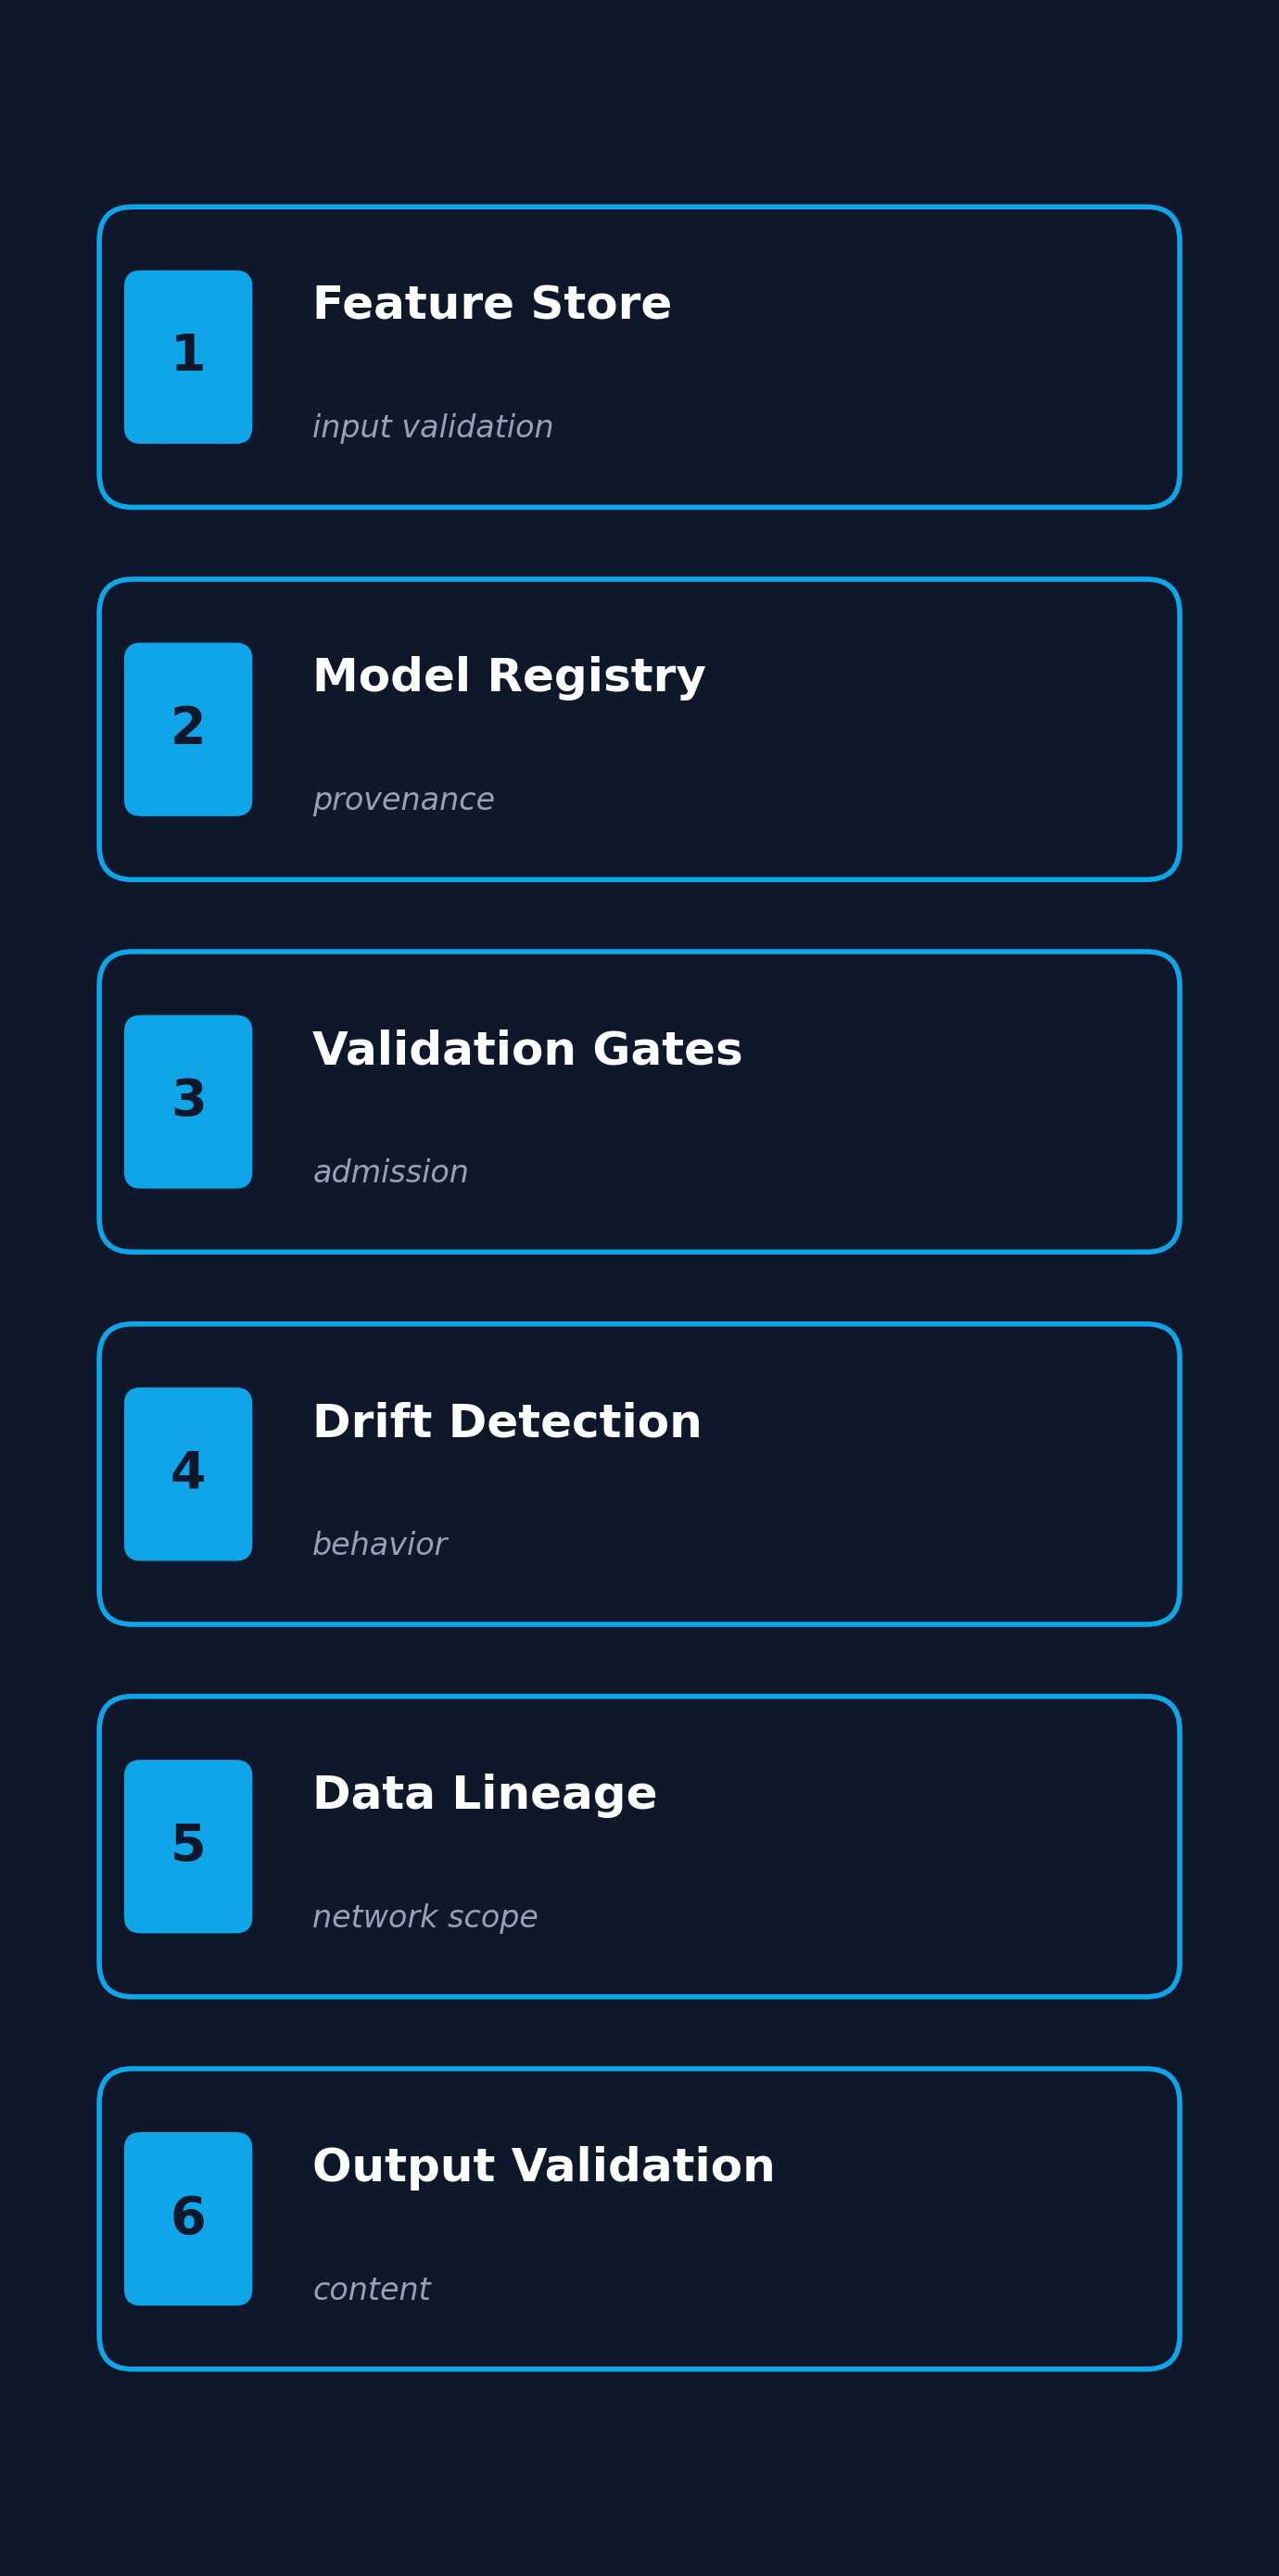 1
Feature Store
input validation
2
Model Registry
provenance
3
Validation Gates
admission
4
Drift Detection
behavior
5
Data Lineage
network scope
6
Output Validation
content